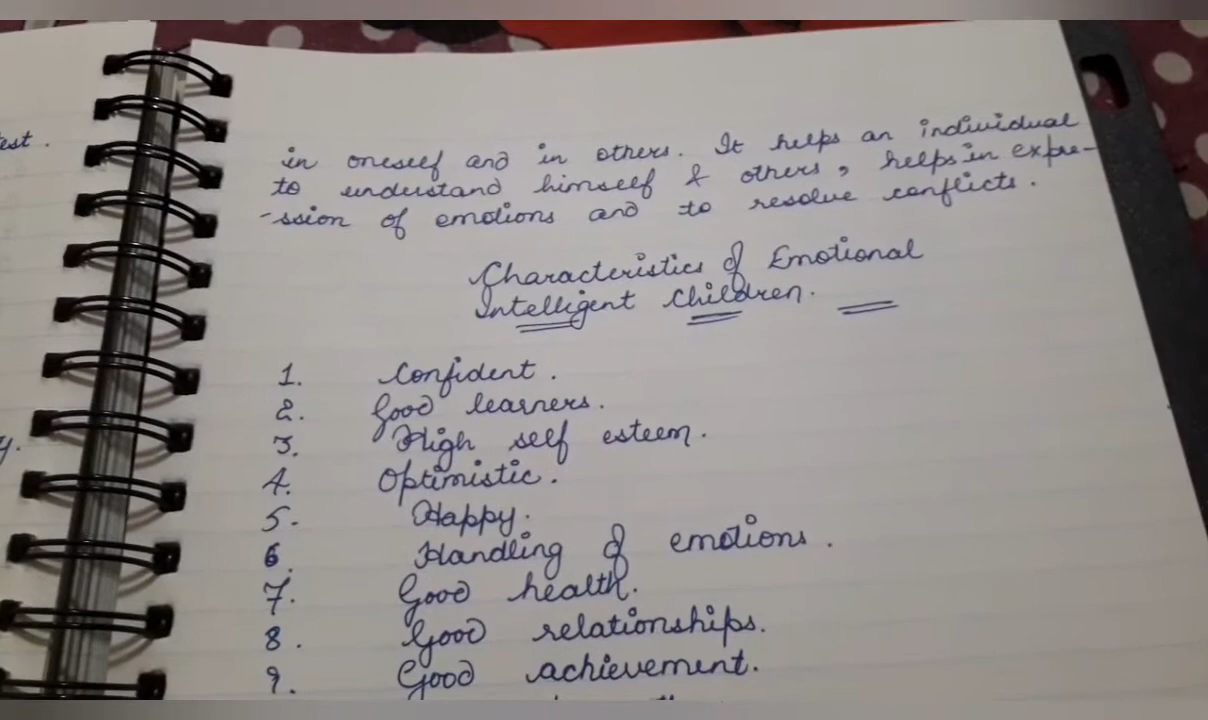 est.
y.
in oneself and in others. It helps an individual
to understand himself & others, helps in expre-
-ssion of emotions and to resolve conflicts.
Characteristics of Emotional
Intelligent Children.
1. Confident.
2. Good learners.
3. High self esteem.
4. Optimistic.
5. Happy.
6. Handling of emotions.
7. Good health.
8. Good relationships.
9. Good achievement.